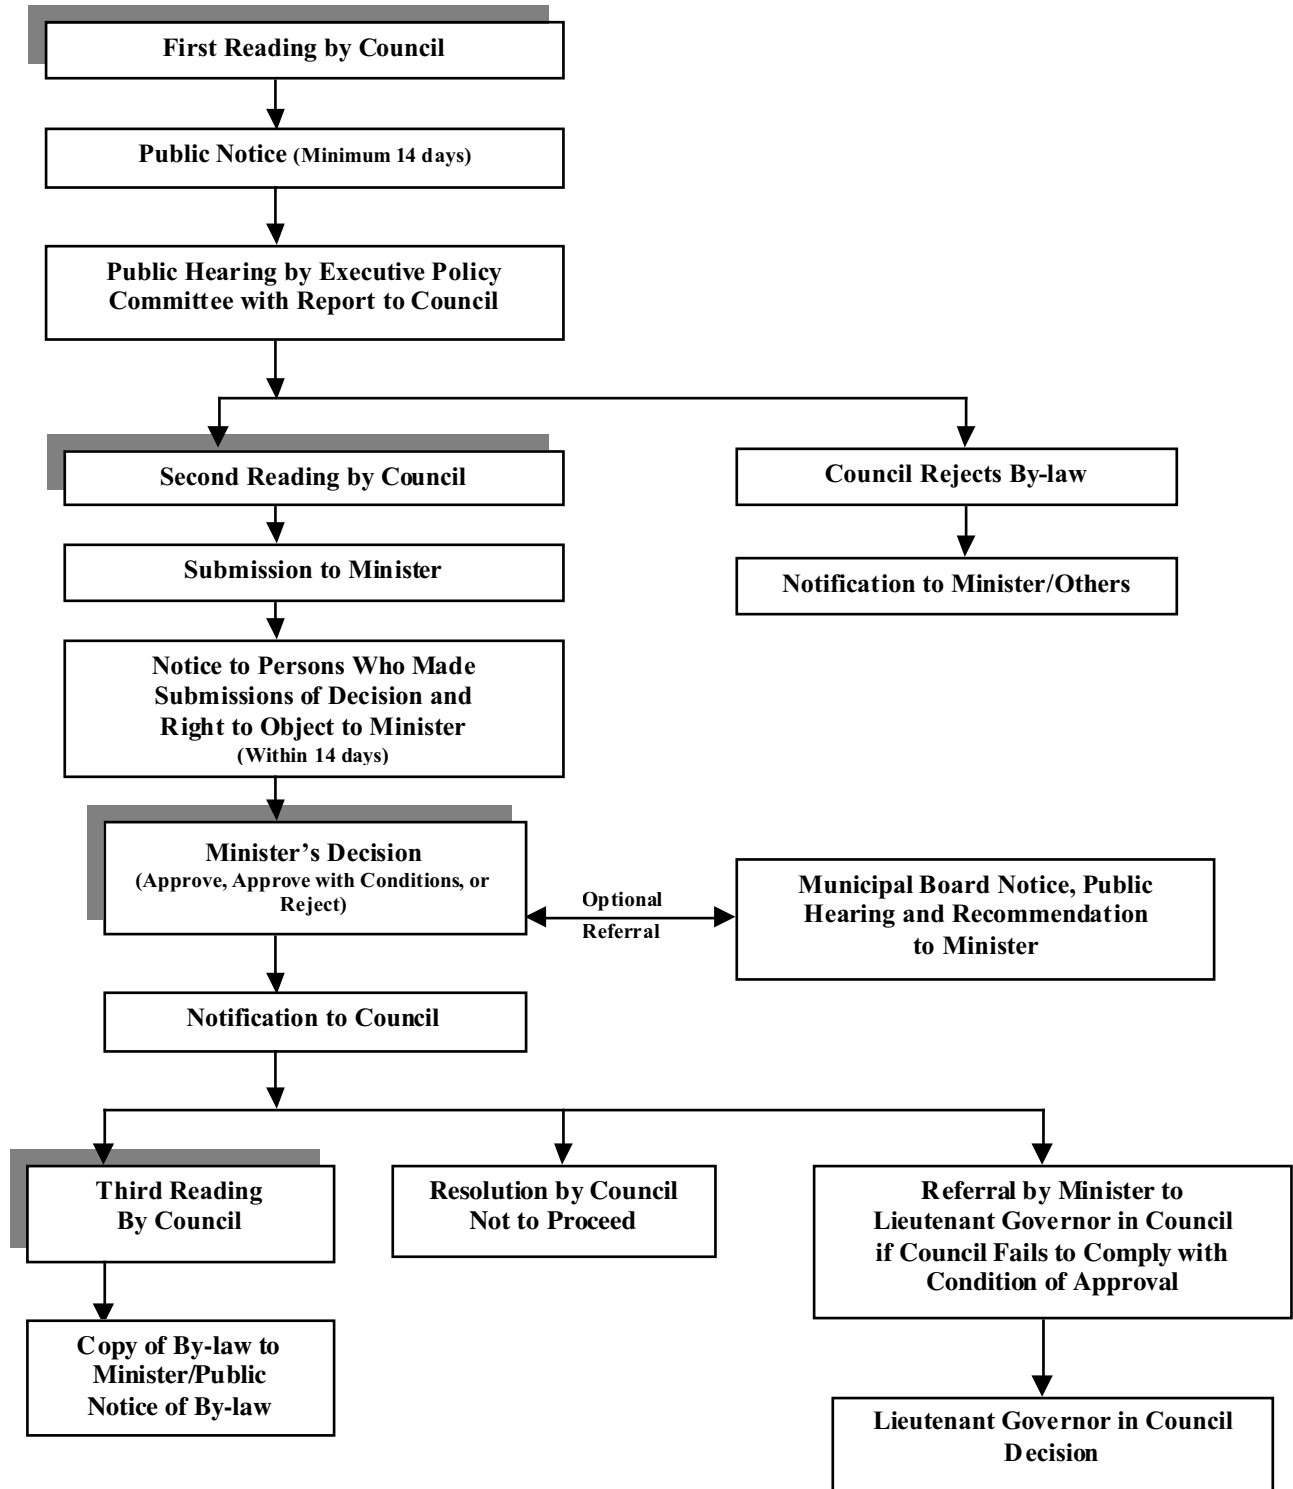 First Reading by Council
Public Notice (Minimum 14 days)
Public Hearing by Executive Policy
Committee with Report to Council
Second Reading by Council
Council Rejects By-law
Submission to Minister
Notification to Minister/Others
Notice to Persons Who Made
Submissions of Decision and
Right to Object to Minister
(Within 14 days)
Minister’s Decision
(Approve, Approve with Conditions, or
Reject)
Optional
Referral
Municipal Board Notice, Public
Hearing and Recommendation
to Minister
Notification to Council
Third Reading
By Council
Resolution by Council
Not to Proceed
Referral by Minister to
Lieutenant Governor in Council
if Council Fails to Comply with
Condition of Approval
Copy of By-law to
Minister/Public
Notice of By-law
Lieutenant Governor in Council
Decision